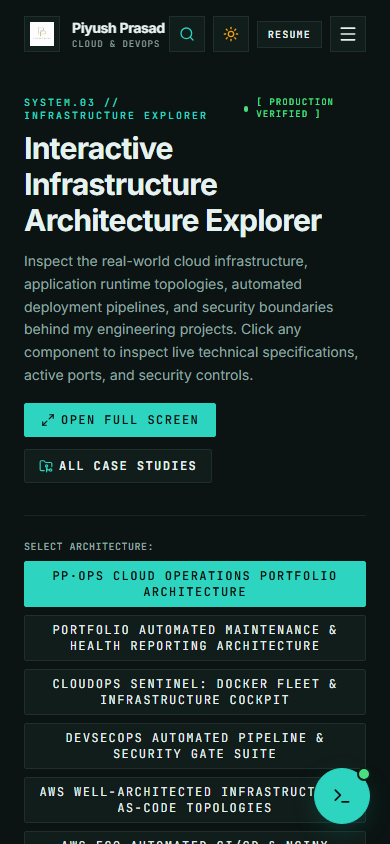 Piyush Prasad
CLOUD & DEVOPS
RESUME
SYSTEM.03 //
INFRASTRUCTURE EXPLORER
[ PRODUCTION
VERIFIED ]
Interactive
Infrastructure
Architecture Explorer
Inspect the real-world cloud infrastructure,
application runtime topologies, automated
deployment pipelines, and security boundaries
behind my engineering projects. Click any
component to inspect live technical specifications,
active ports, and security controls.
OPEN FULL SCREEN
ALL CASE STUDIES
SELECT ARCHITECTURE:
PP·OPS CLOUD OPERATIONS PORTFOLIO
ARCHITECTURE
PORTFOLIO AUTOMATED MAINTENANCE &
HEALTH REPORTING ARCHITECTURE
CLOUDOPS SENTINEL: DOCKER FLEET &
INFRASTRUCTURE COCKPIT
DEVSECOPS AUTOMATED PIPELINE &
SECURITY GATE SUITE
AWS WELL-ARCHITECTED INFRASTRUCT
AS-CODE TOPOLOGIES